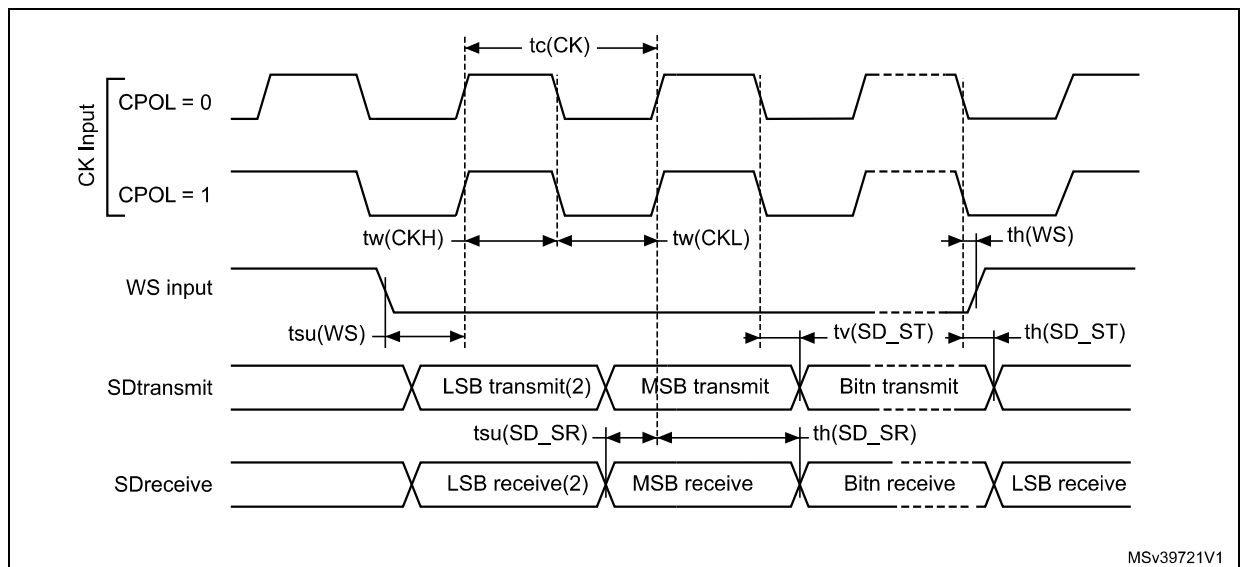 tc(CK)
CK Input
CPOL = 0
CPOL = 1
tw(CKH)
tw(CKL)
th(WS)
WS input
tsu(WS)
tv(SD_ST)
th(SD_ST)
SDtransmit
LSB transmit(2)
MSB transmit
Bitn transmit
tsu(SD_SR)
th(SD_SR)
SDreceive
LSB receive(2)
MSB receive
Bitn receive
LSB receive
MSv39721V1